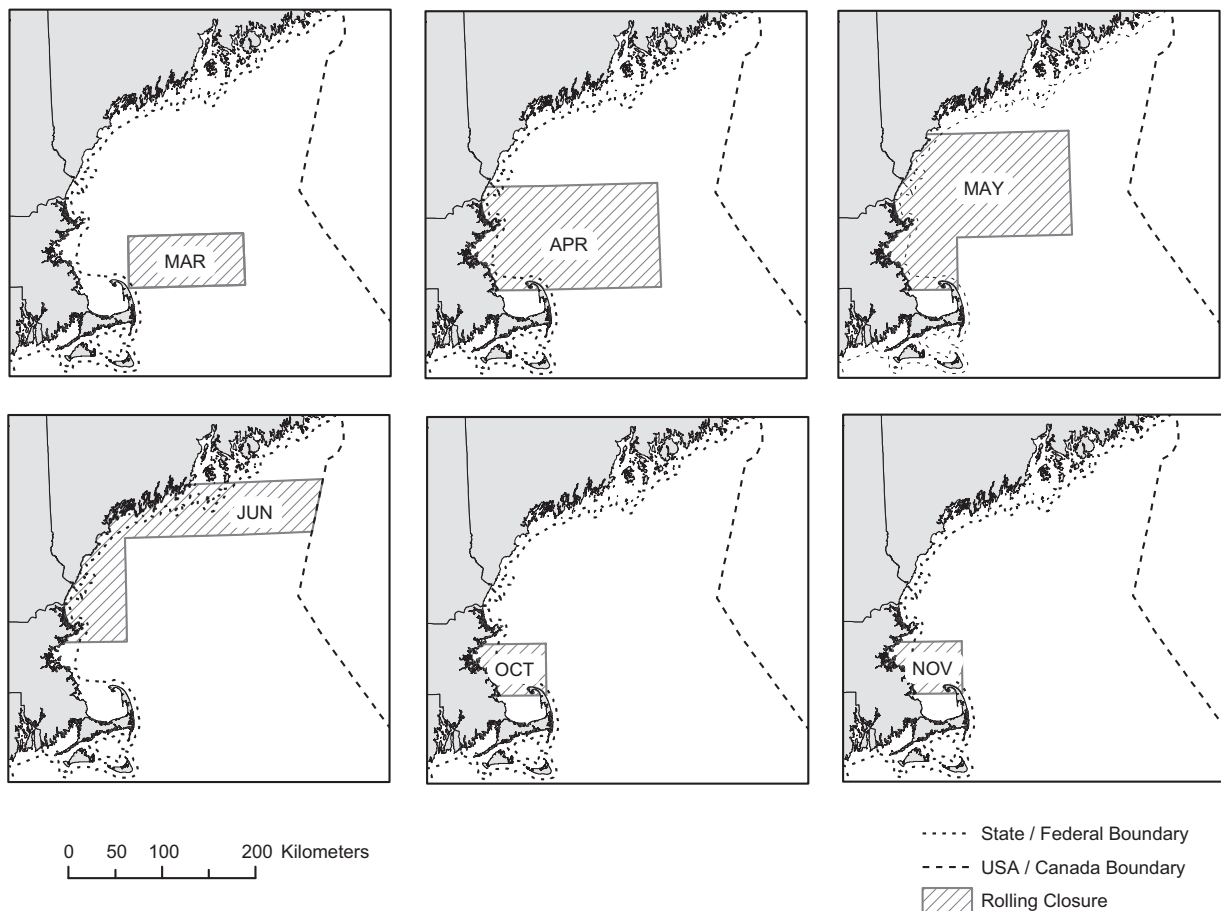 MAR
APR
MAY
JUN
OCT
NOV
0 50 100 200 Kilometers
State / Federal Boundary
USA / Canada Boundary
Rolling Closure